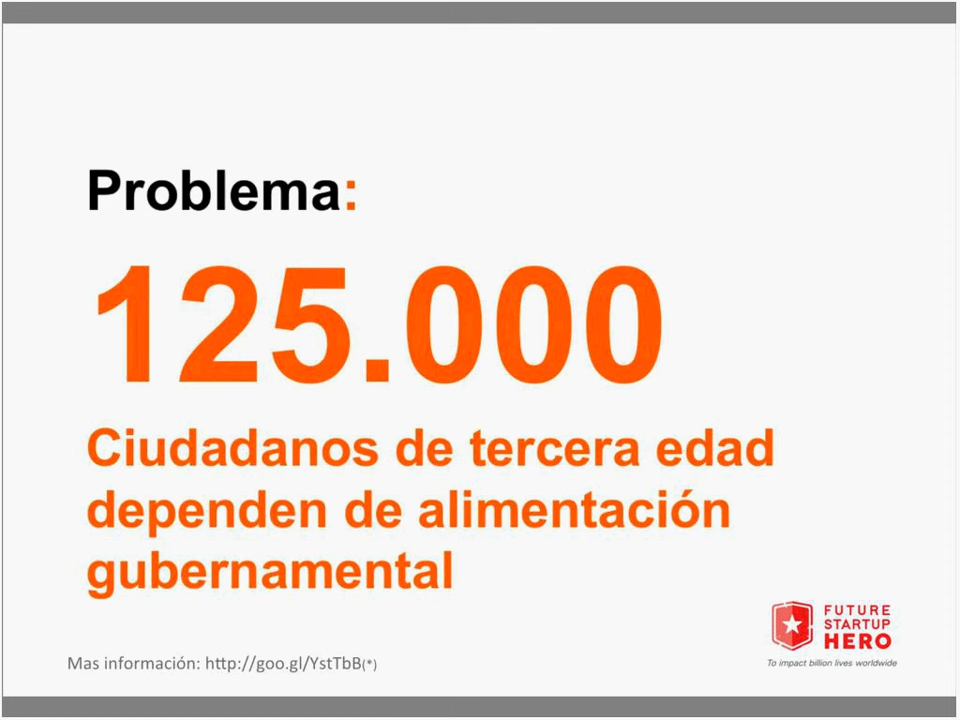 Problema:
125.000
Ciudadanos de tercera edad
dependen de alimentación
gubernamental
FUTURE
STARTUP
HERO
To impact billion lives worldwide
Mas información: http://goo.gl/YstTbB(*)